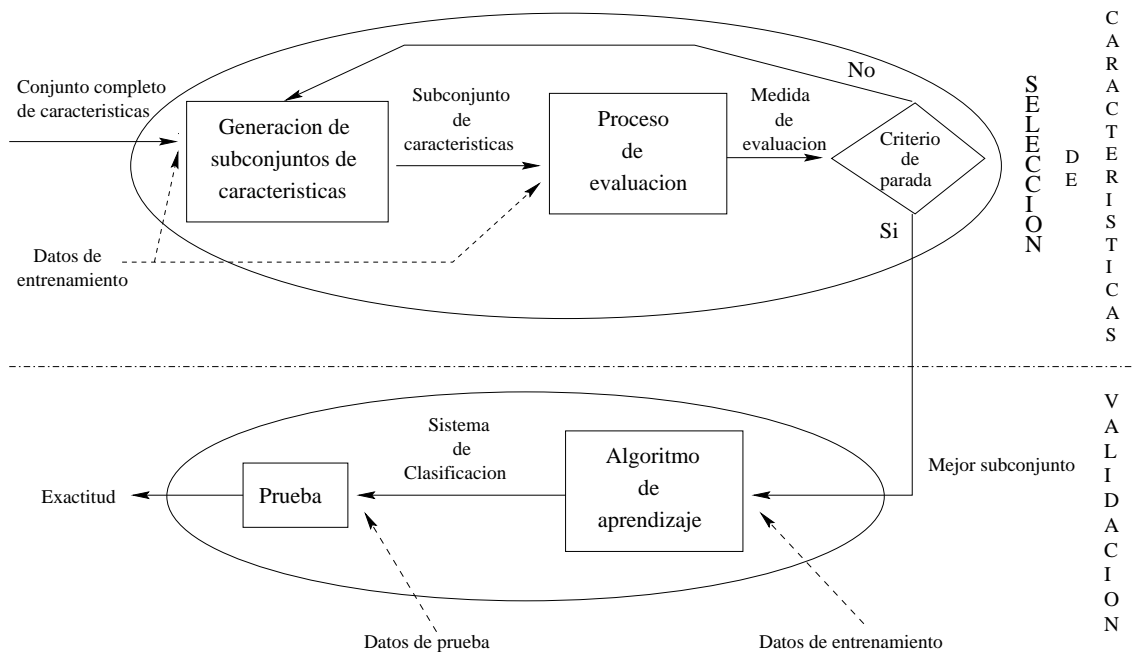 Conjunto completo
de caracteristicas
Generacion de
subconjuntos de
caracteristicas
Subconjunto
de
caracteristicas
Proceso
de
evaluacion
Medida
de
evaluacion
No
Criterio
de
parada
Si
Datos de
entrenamiento
SELECCION
DE
CARACTERISTICAS
Mejor subconjunto
Algoritmo
de
aprendizaje
Sistema
de
Clasificacion
Prueba
Exactitud
Datos de prueba
Datos de entrenamiento
VALIDACION